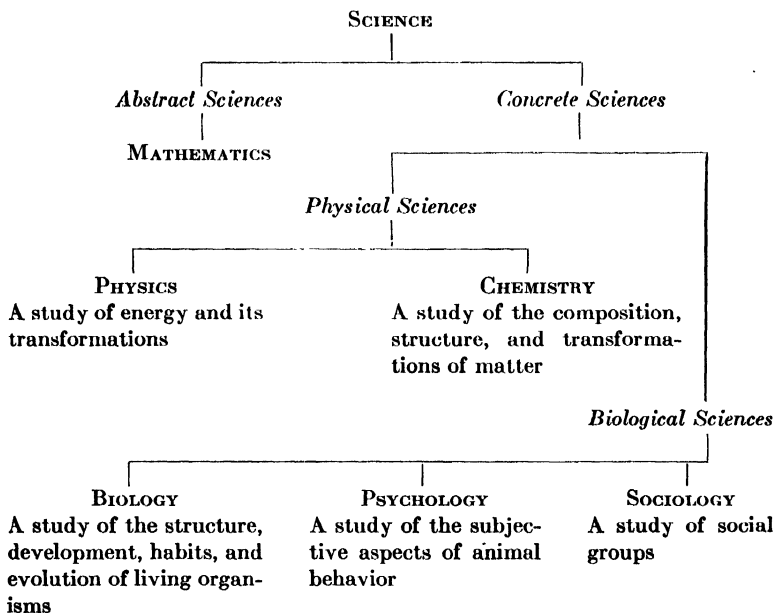 SCIENCE
Abstract Sciences
Concrete Sciences
MATHEMATICS
Physical Sciences
PHYSICS
A study of energy and its
transformations
CHEMISTRY
A study of the composition,
structure, and transforma-
tions of matter
Biological Sciences
BIOLOGY
A study of the structure,
development, habits, and
evolution of living organ-
isms
PSYCHOLOGY
A study of the subjec-
tive aspects of animal
behavior
SOCIOLOGY
A study of social
groups